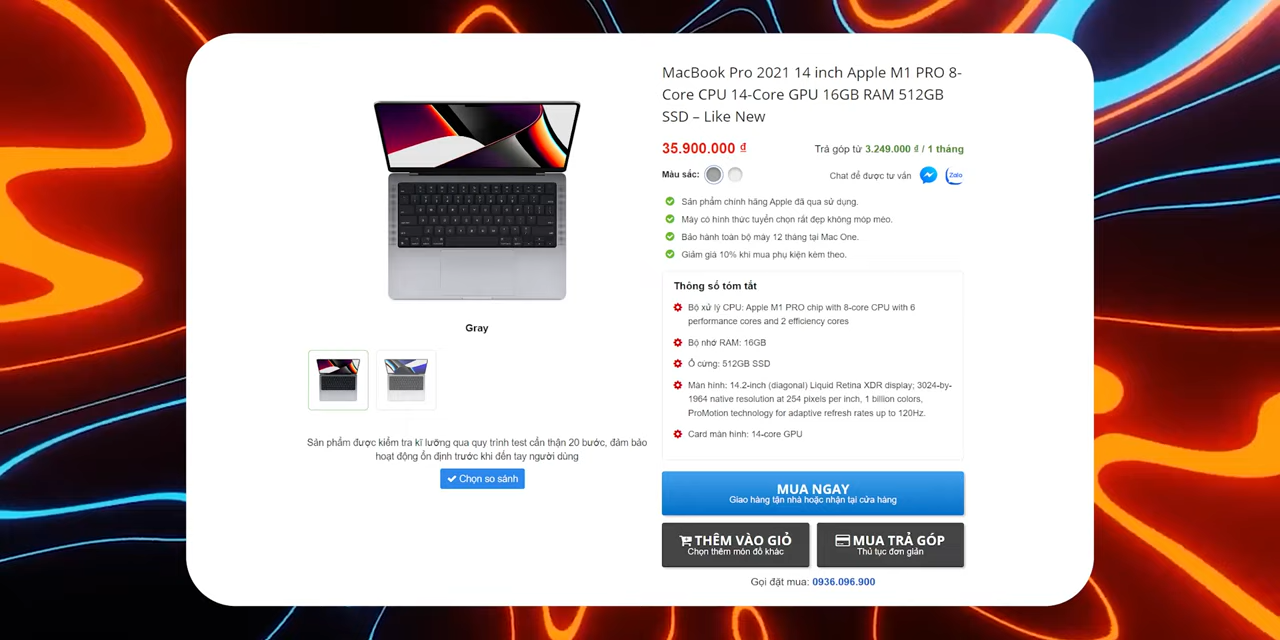 MacBook Pro 2021 14 inch Apple M1 PRO 8-
Core CPU 14-Core GPU 16GB RAM 512GB
SSD – Like New
35.900.000 ₫
Trả góp từ 3.249.000 ₫ / 1 tháng
Màu sắc:
Chat để được tư vấn
Zalo
Sản phẩm chính hãng Apple đã qua sử dụng.
Máy có hình thức tuyển chọn rất đẹp không móp méo.
Bảo hành toàn bộ máy 12 tháng tại Mac One.
Giảm giá 10% khi mua phụ kiện kèm theo.
Thông số tóm tắt
Bộ xử lý CPU: Apple M1 PRO chip with 8-core CPU with 6
performance cores and 2 efficiency cores
Bộ nhớ RAM: 16GB
Ổ cứng: 512GB SSD
Màn hình: 14.2-inch (diagonal) Liquid Retina XDR display; 3024-by-
1964 native resolution at 254 pixels per inch, 1 billion colors,
ProMotion technology for adaptive refresh rates up to 120Hz.
Card màn hình: 14-core GPU
Gray
Sản phẩm được kiểm tra kĩ lưỡng qua quy trình test cẩn thận 20 bước, đảm bảo
hoạt động ổn định trước khi đến tay người dùng
Chọn so sánh
MUA NGAY
Giao hàng tận nhà hoặc nhận tại cửa hàng
THÊM VÀO GIỎ
Chọn thêm món đồ khác
MUA TRẢ GÓP
Thủ tục đơn giản
Gọi đặt mua: 0936.096.900